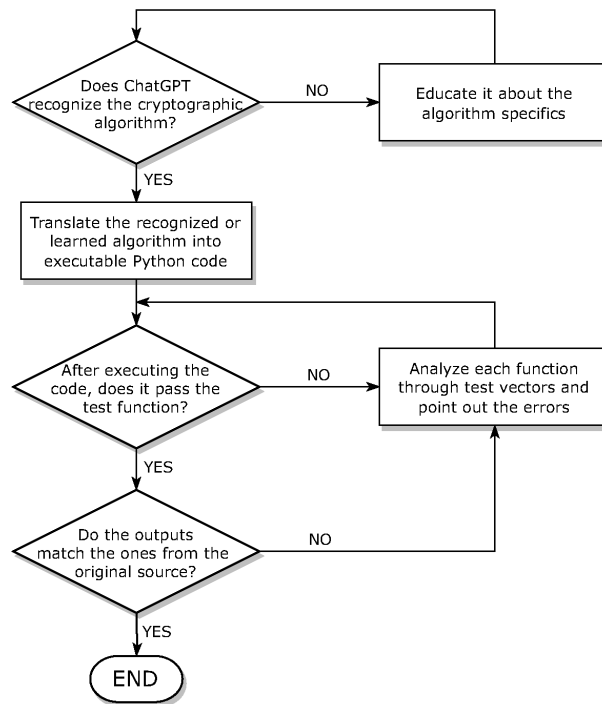 Does ChatGPT
recognize the cryptographic
algorithm?
NO
Educate it about the
algorithm specifics
YES
Translate the recognized or
learned algorithm into
executable Python code
After executing the
code, does it pass the
test function?
NO
Analyze each function
through test vectors and
point out the errors
YES
Do the outputs
match the ones from the
original source?
NO
YES
END